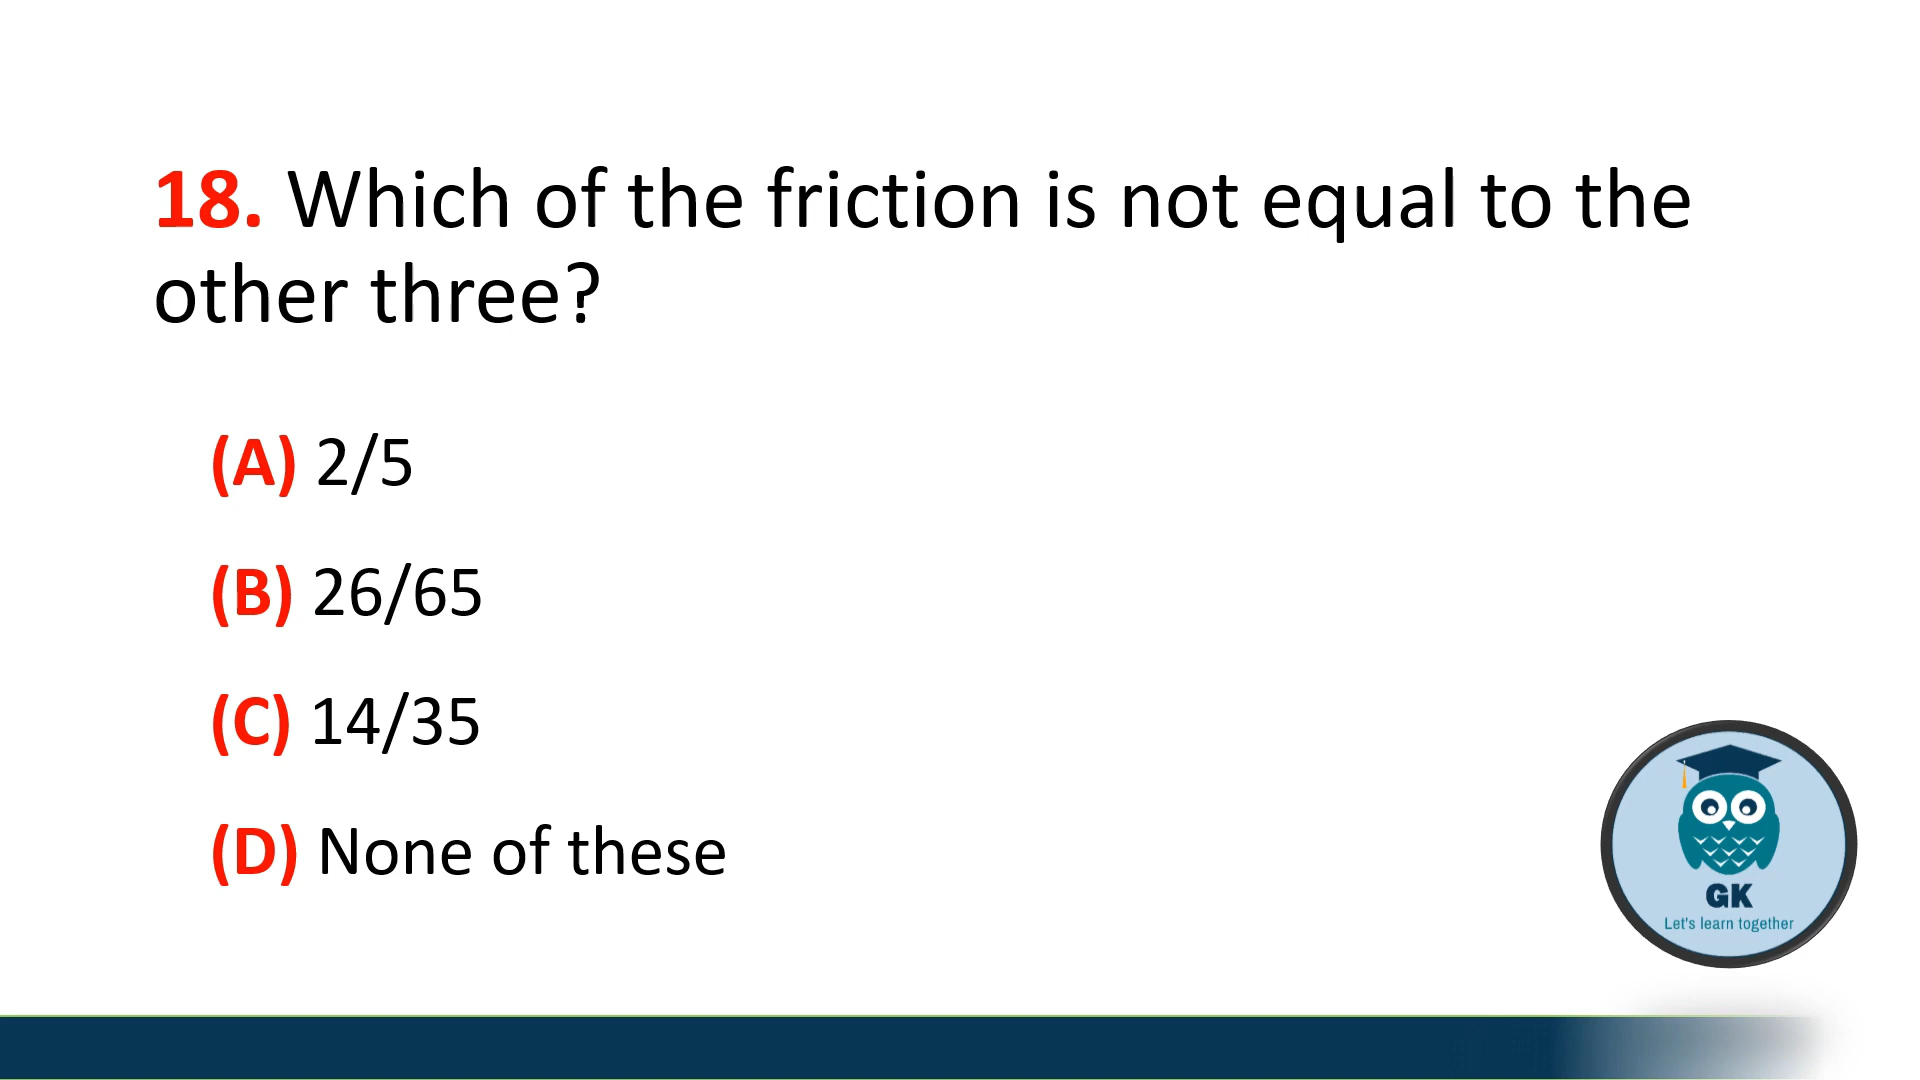 18. Which of the friction is not equal to the
other three?
(A) 2/5
(B) 26/65
(C) 14/35
(D) None of these
GK
Let's learn together